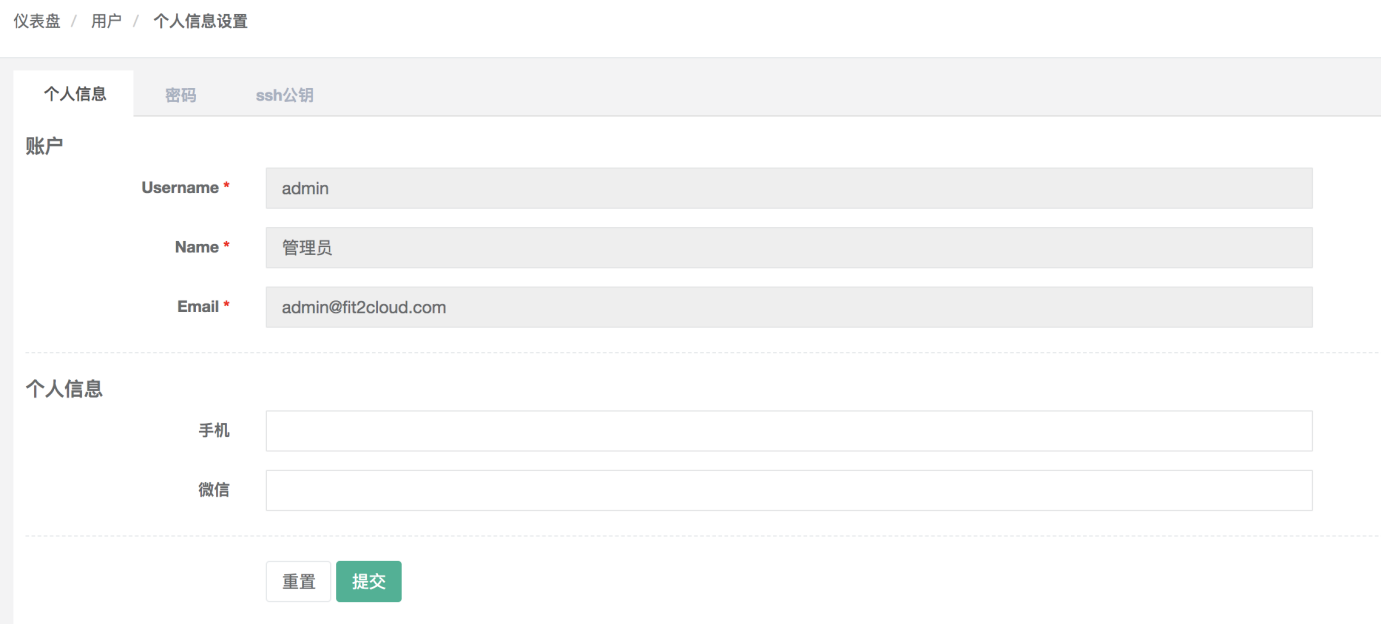 仪表盘 / 用户 / 个人信息设置
个人信息 密码 ssh公钥
账户
Username * admin
Name * 管理员
Email * admin@fit2cloud.com
个人信息
手机
微信
重置 提交